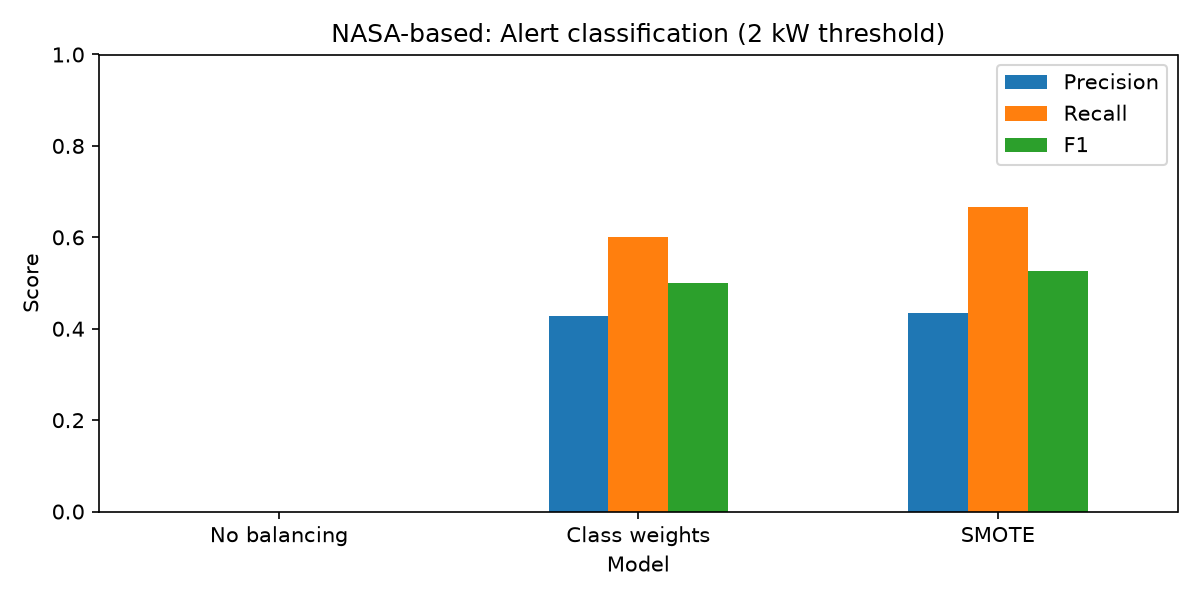 NASA-based: Alert classification (2 kW threshold)
Precision
Recall
F1
Score
1.0
0.8
0.6
0.4
0.2
0.0
No balancing
Class weights
SMOTE
Model